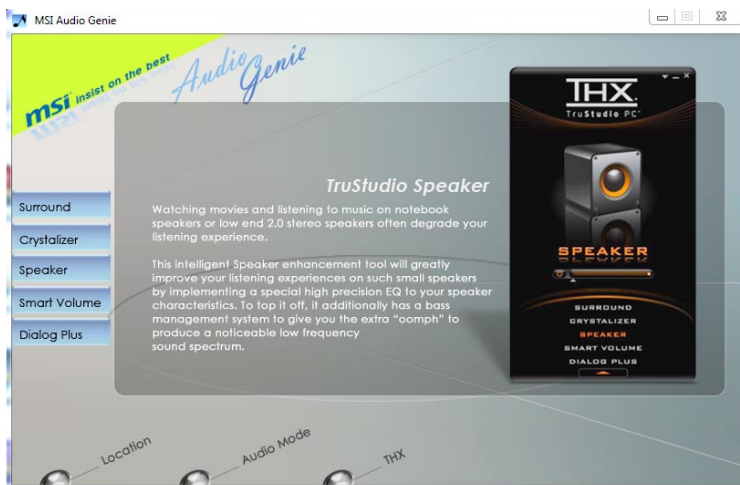 MSI Audio Genie
msi insist on the best
Audio Genie
THX
TruStudio PC
TruStudio Speaker
Surround
Crystalizer
Speaker
Smart Volume
Dialog Plus
Watching movies and listening to music on notebook
speakers or low end 2.0 stereo speakers often degrade your
listening experience.
This intelligent Speaker enhancement tool will greatly
improve your listening experiences on such small speakers
by implementing a special high precision EQ to your speaker
characteristics. To top it off, it additionally has a bass
management system to give you the extra “oomph” to
produce a noticeable low frequency
sound spectrum.
SPEAKER
SURROUND
CRYSTALIZER
SPEAKER
SMART VOLUME
DIALOG PLUS
Location
Audio Mode
THX